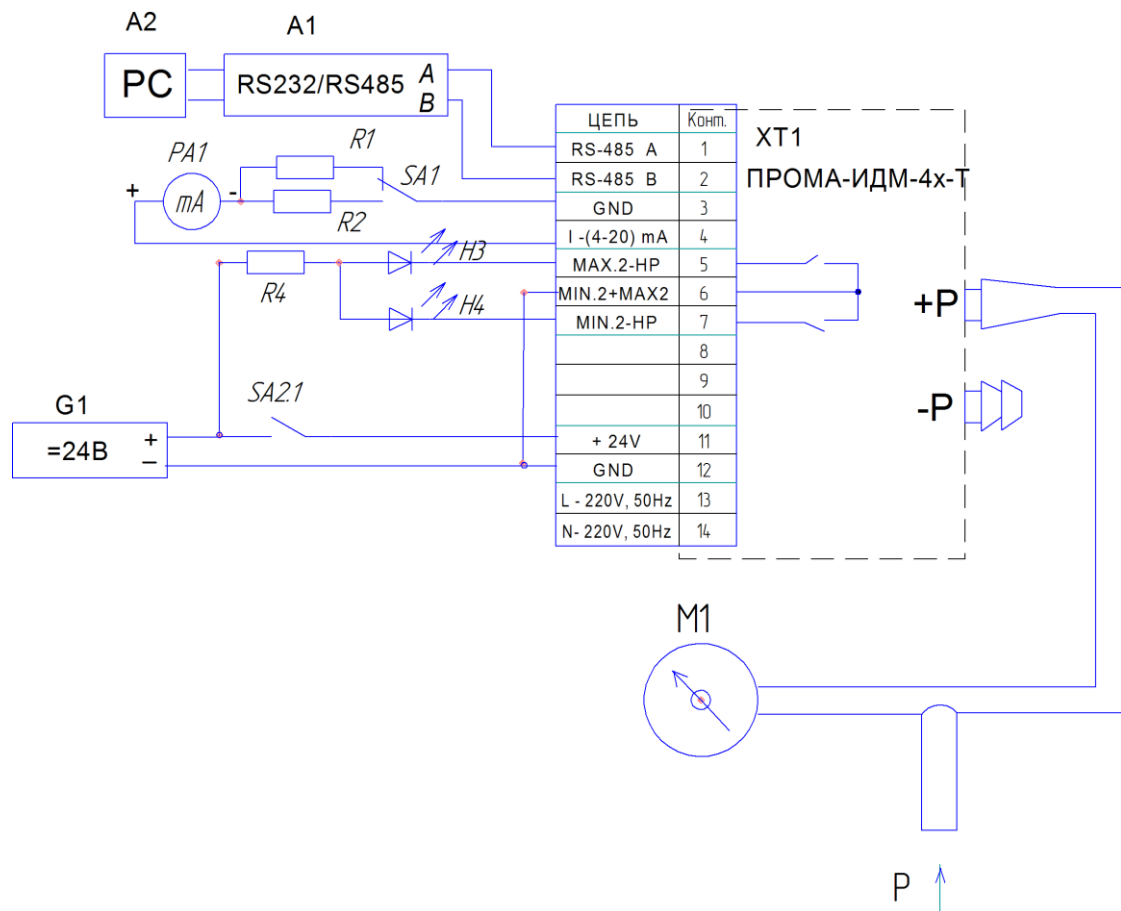 A2
A1
PC
RS232/RS485
A
B
ЦЕПЬ
Конт.
RS-485 A
1
RS-485 B
2
GND
3
I -(4-20) mA
4
MAX.2-HP
5
MIN.2+MAX2
6
MIN.2-HP
7
8
9
10
+ 24V
11
GND
12
L - 220V, 50Hz
13
N- 220V, 50Hz
14
XT1
ПРОМА-ИДМ-4х-Т
PA1
+
mA
-
R1
R2
SA1
R4
H3
H4
SA2.1
G1
=24В
+
–
+P
-P
M1
P